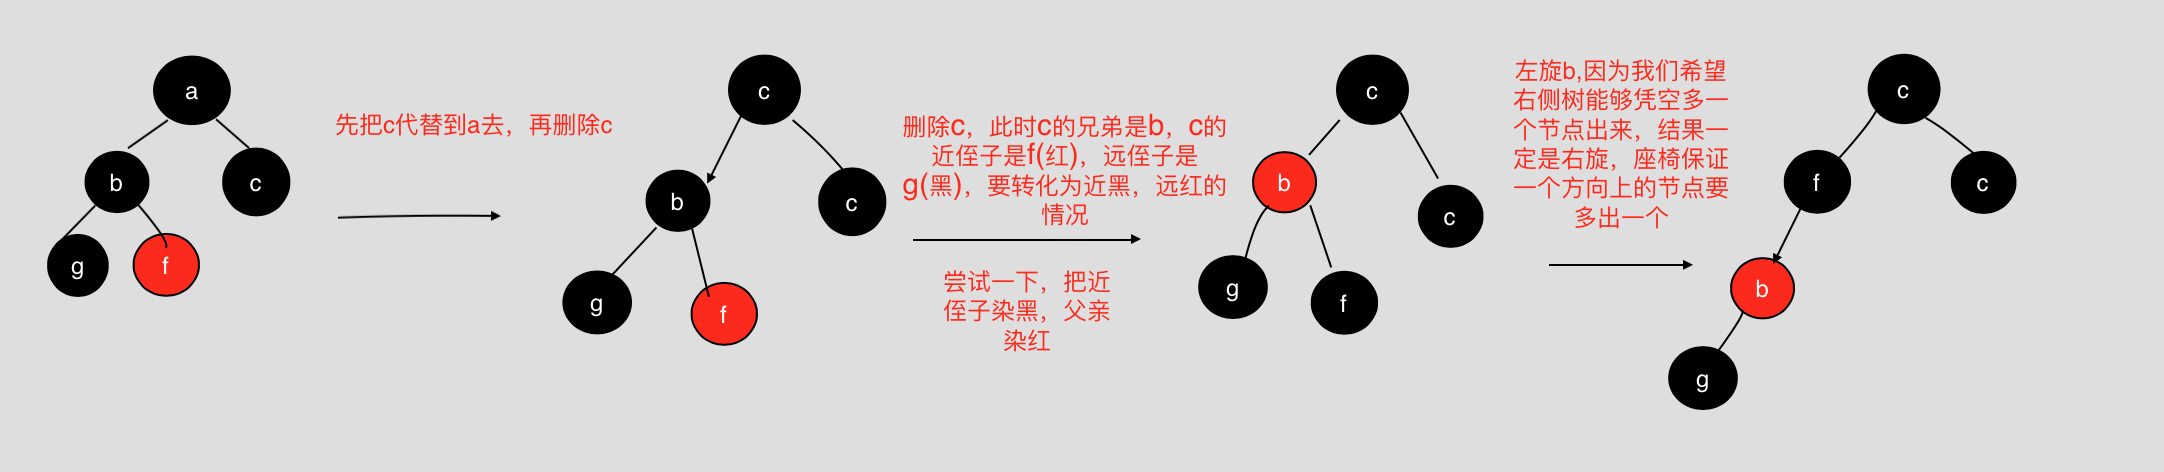 a
b
c
g
f
先把c代替到a去，再删除c
c
b
c
g
f
删除c，此时c的兄弟是b，c的
近侄子是f(红)，远侄子是
g(黑)，要转化为近黑，远红的
情况
尝试一下，把近
侄子染黑，父亲
染红
c
b
c
g
f
左旋b,因为我们希望
右侧树能够凭空多一
个节点出来，结果一
定是右旋，座椅保证
一个方向上的节点要
多出一个
c
f
c
b
g